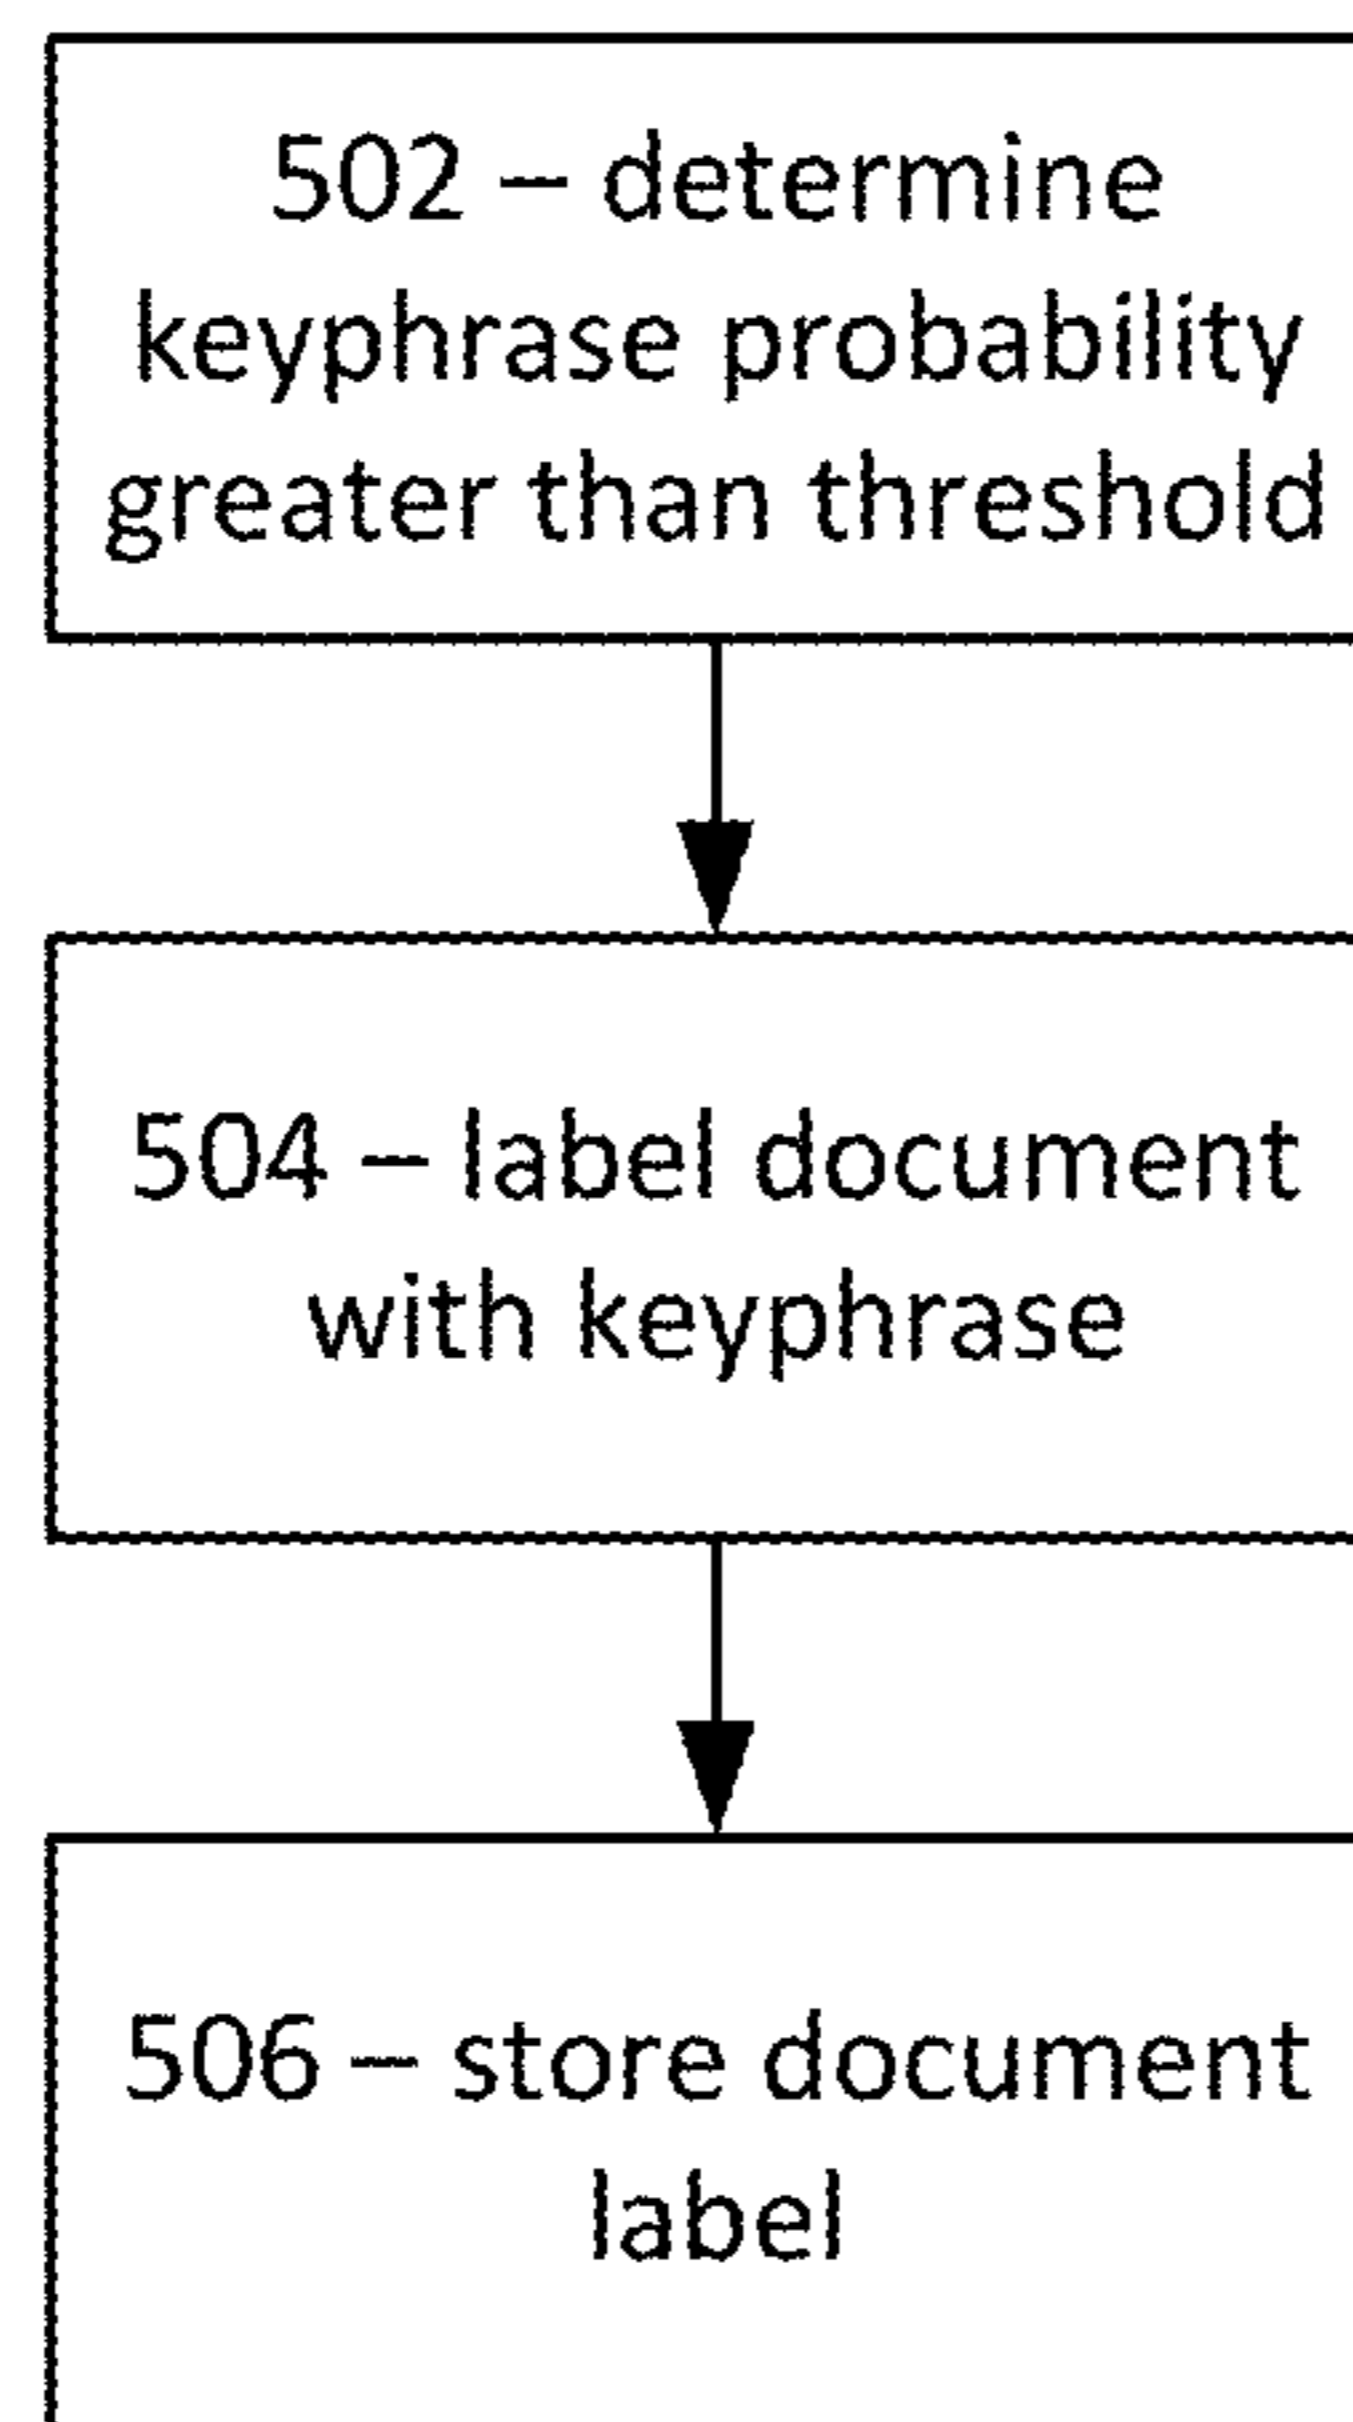 502 – determine
keyphrase probability
greater than threshold
504 – label document
with keyphrase
506 – store document
label